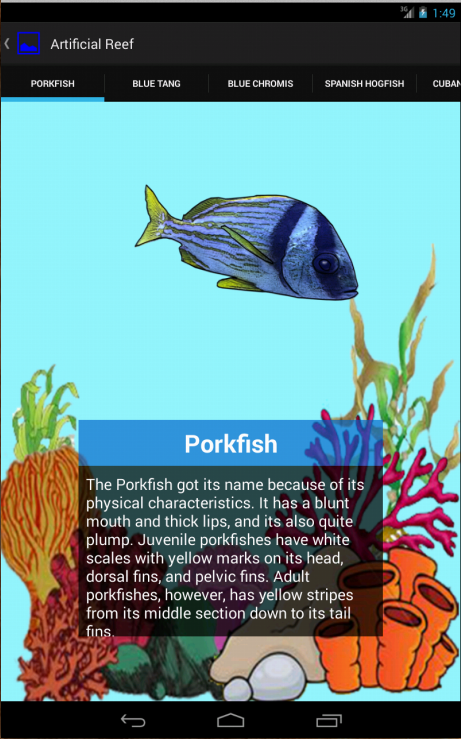 3G 1:49
Artificial Reef
PORKFISH BLUE TANG BLUE CHROMIS SPANISH HOGFISH CUBAN
Porkfish
The Porkfish got its name because of its
physical characteristics. It has a blunt
mouth and thick lips, and its also quite
plump. Juvenile porkfishes have white
scales with yellow marks on its head,
dorsal fins, and pelvic fins. Adult
porkfishes, however, has yellow stripes
from its middle section down to its tail
fins.